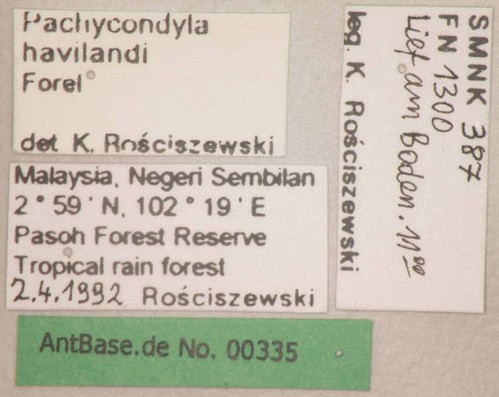 Pachycondyla
havilandi
Forel
det K. Rościszewski
Malaysia, Negeri Sembilan
2°59'N, 102°19'E
Pasoh Forest Reserve
Tropical rain forest
2.4.1992 Rościszewski
AntBase.de No. 00335
SMNK 387
FN 1300
Lief am Boden. 11⁰⁰
leg. K. Rościszewski